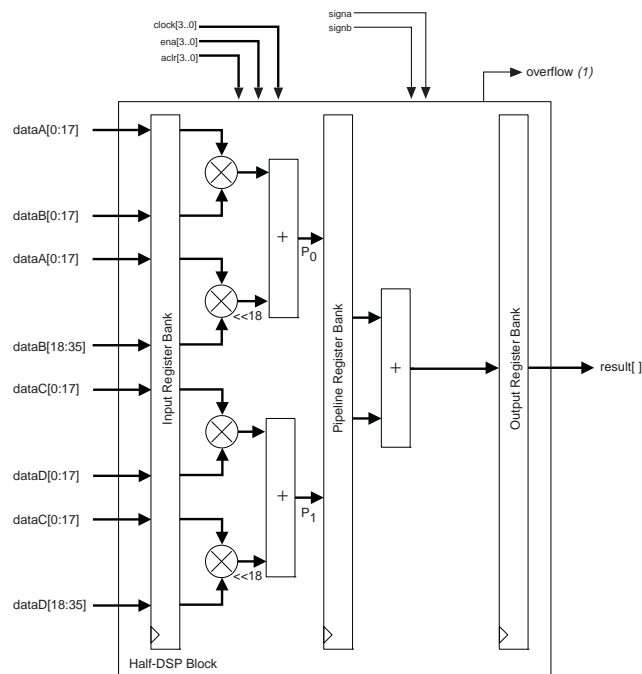 clock[3..0]
ena[3..0]
aclr[3..0]
signa
signb
overflow (1)
dataA[0:17]
dataB[0:17]
dataA[0:17]
dataB[18:35]
dataC[0:17]
dataD[0:17]
dataC[0:17]
dataD[18:35]
Input Register Bank
<<18
<<18
+
P0
+
P1
Pipeline Register Bank
+
Output Register Bank
result[ ]
Half-DSP Block